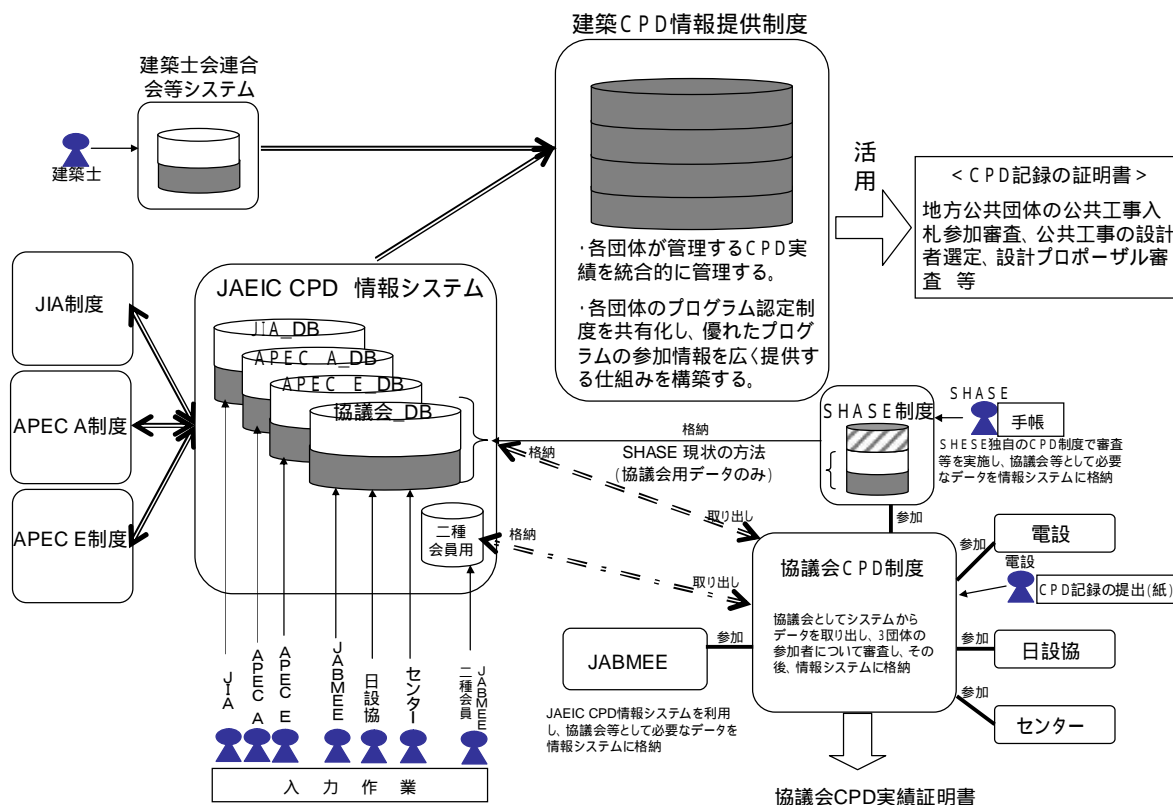 建築CPD情報提供制度
建築士会連合
会等システム
建築士
・各団体が管理するCPD実
績を統合的に管理する。
・各団体のプログラム認定制
度を共有化し、優れたプログ
ラムの参加情報を広く提供す
る仕組みを構築する。
活
用
<CPD記録の証明書>
地方公共団体の公共工事入
札参加審査、公共工事の設計
者選定、設計プロポーザル審
査 等
JIA制度
APEC A制度
APEC E制度
JAEIC CPD 情報システム
JIA_DB
APEC A_DB
APEC E_DB
協議会_DB
二種
会員用
格納
SHASE 現状の方法
(協議会用データのみ)
格納
取り出し
格納
取り出し
SHASE制度
SHASE
手帳
SHESE独自のCPD制度で審査
等を実施し、協議会等として必要
なデータを情報システムに格納
参加
協議会CPD制度
協議会としてシステムから
データを取り出し、3団体の
参加者について審査し、その
後、情報システムに格納
参加
電設
電設
CPD記録の提出(紙)
参加
日設協
参加
センター
参加
JABMEE
JAEIC CPD情報システムを利用
し、協議会等として必要なデータを
情報システムに格納
協議会CPD実績証明書
JIA
APEC A
APEC E
JABMEE
日設協
センター
JABMEE
二種会員
入 力 作 業